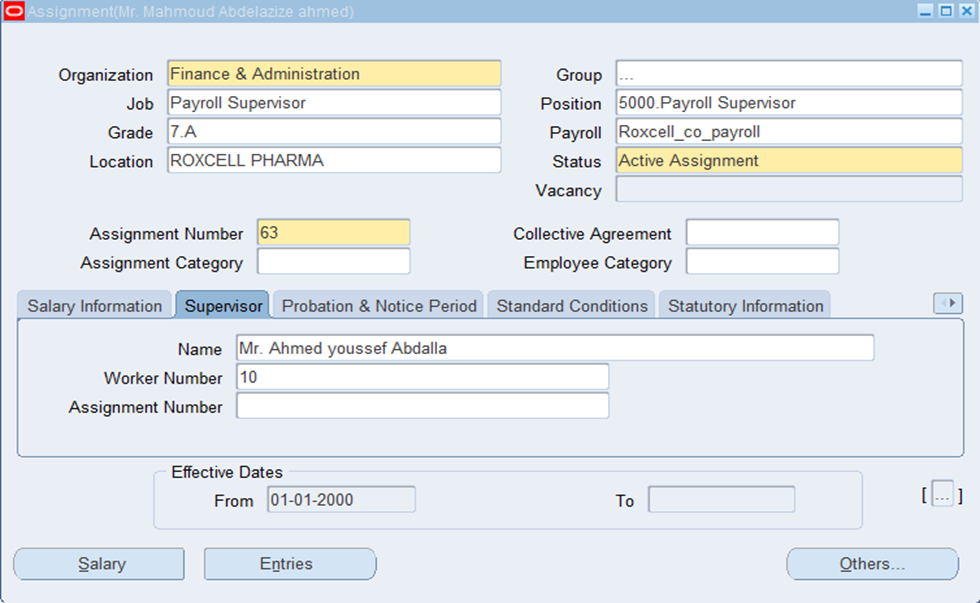 Assignment(Mr. Mahmoud Abdelazize ahmed)
Organization Finance & Administration
Group ...
Job Payroll Supervisor
Position 5000.Payroll Supervisor
Grade 7.A
Payroll Roxcell_co_payroll
Location ROXCELL PHARMA
Status Active Assignment
Vacancy
Assignment Number 63
Collective Agreement
Assignment Category
Employee Category
Salary Information Supervisor Probation & Notice Period Standard Conditions Statutory Information
Name Mr. Ahmed youssef Abdalla
Worker Number 10
Assignment Number
Effective Dates
From 01-01-2000 To
[ ... ]
Salary Entries Others...